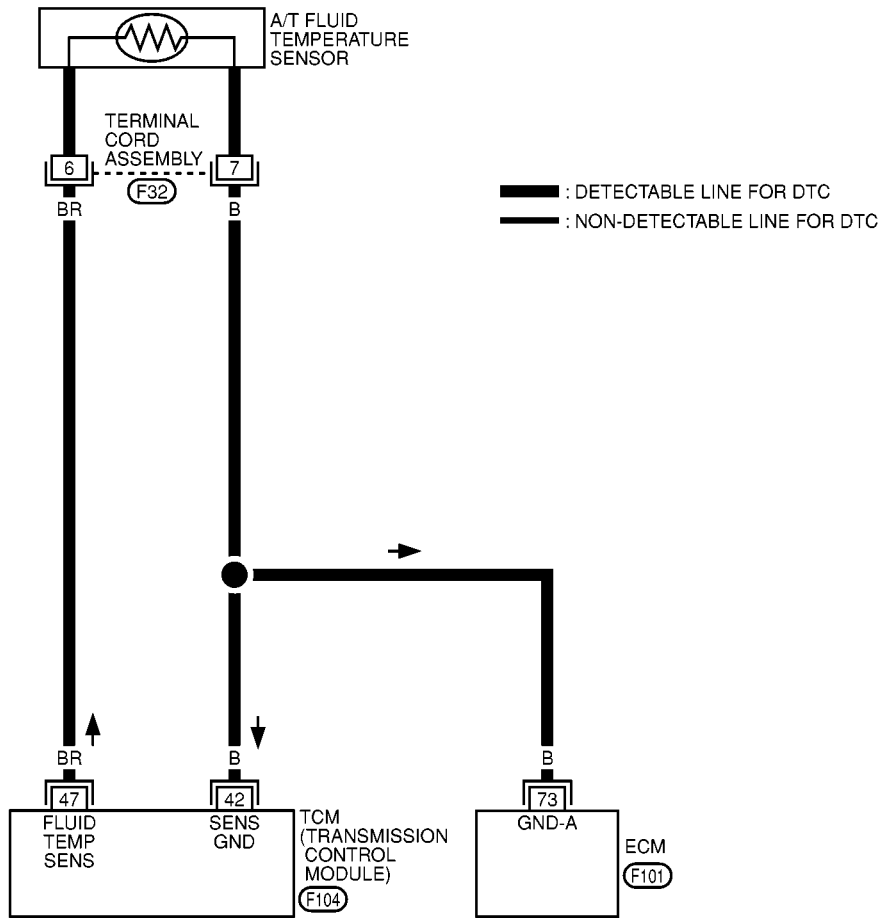 A/T FLUID
TEMPERATURE
SENSOR
TERMINAL
CORD
ASSEMBLY
6
7
F32
BR
B
: DETECTABLE LINE FOR DTC
: NON-DETECTABLE LINE FOR DTC
BR
B
B
47
42
73
FLUID
TEMP
SENS
SENS
GND
TCM
(TRANSMISSION
CONTROL
MODULE)
F104
GND-A
ECM
F101